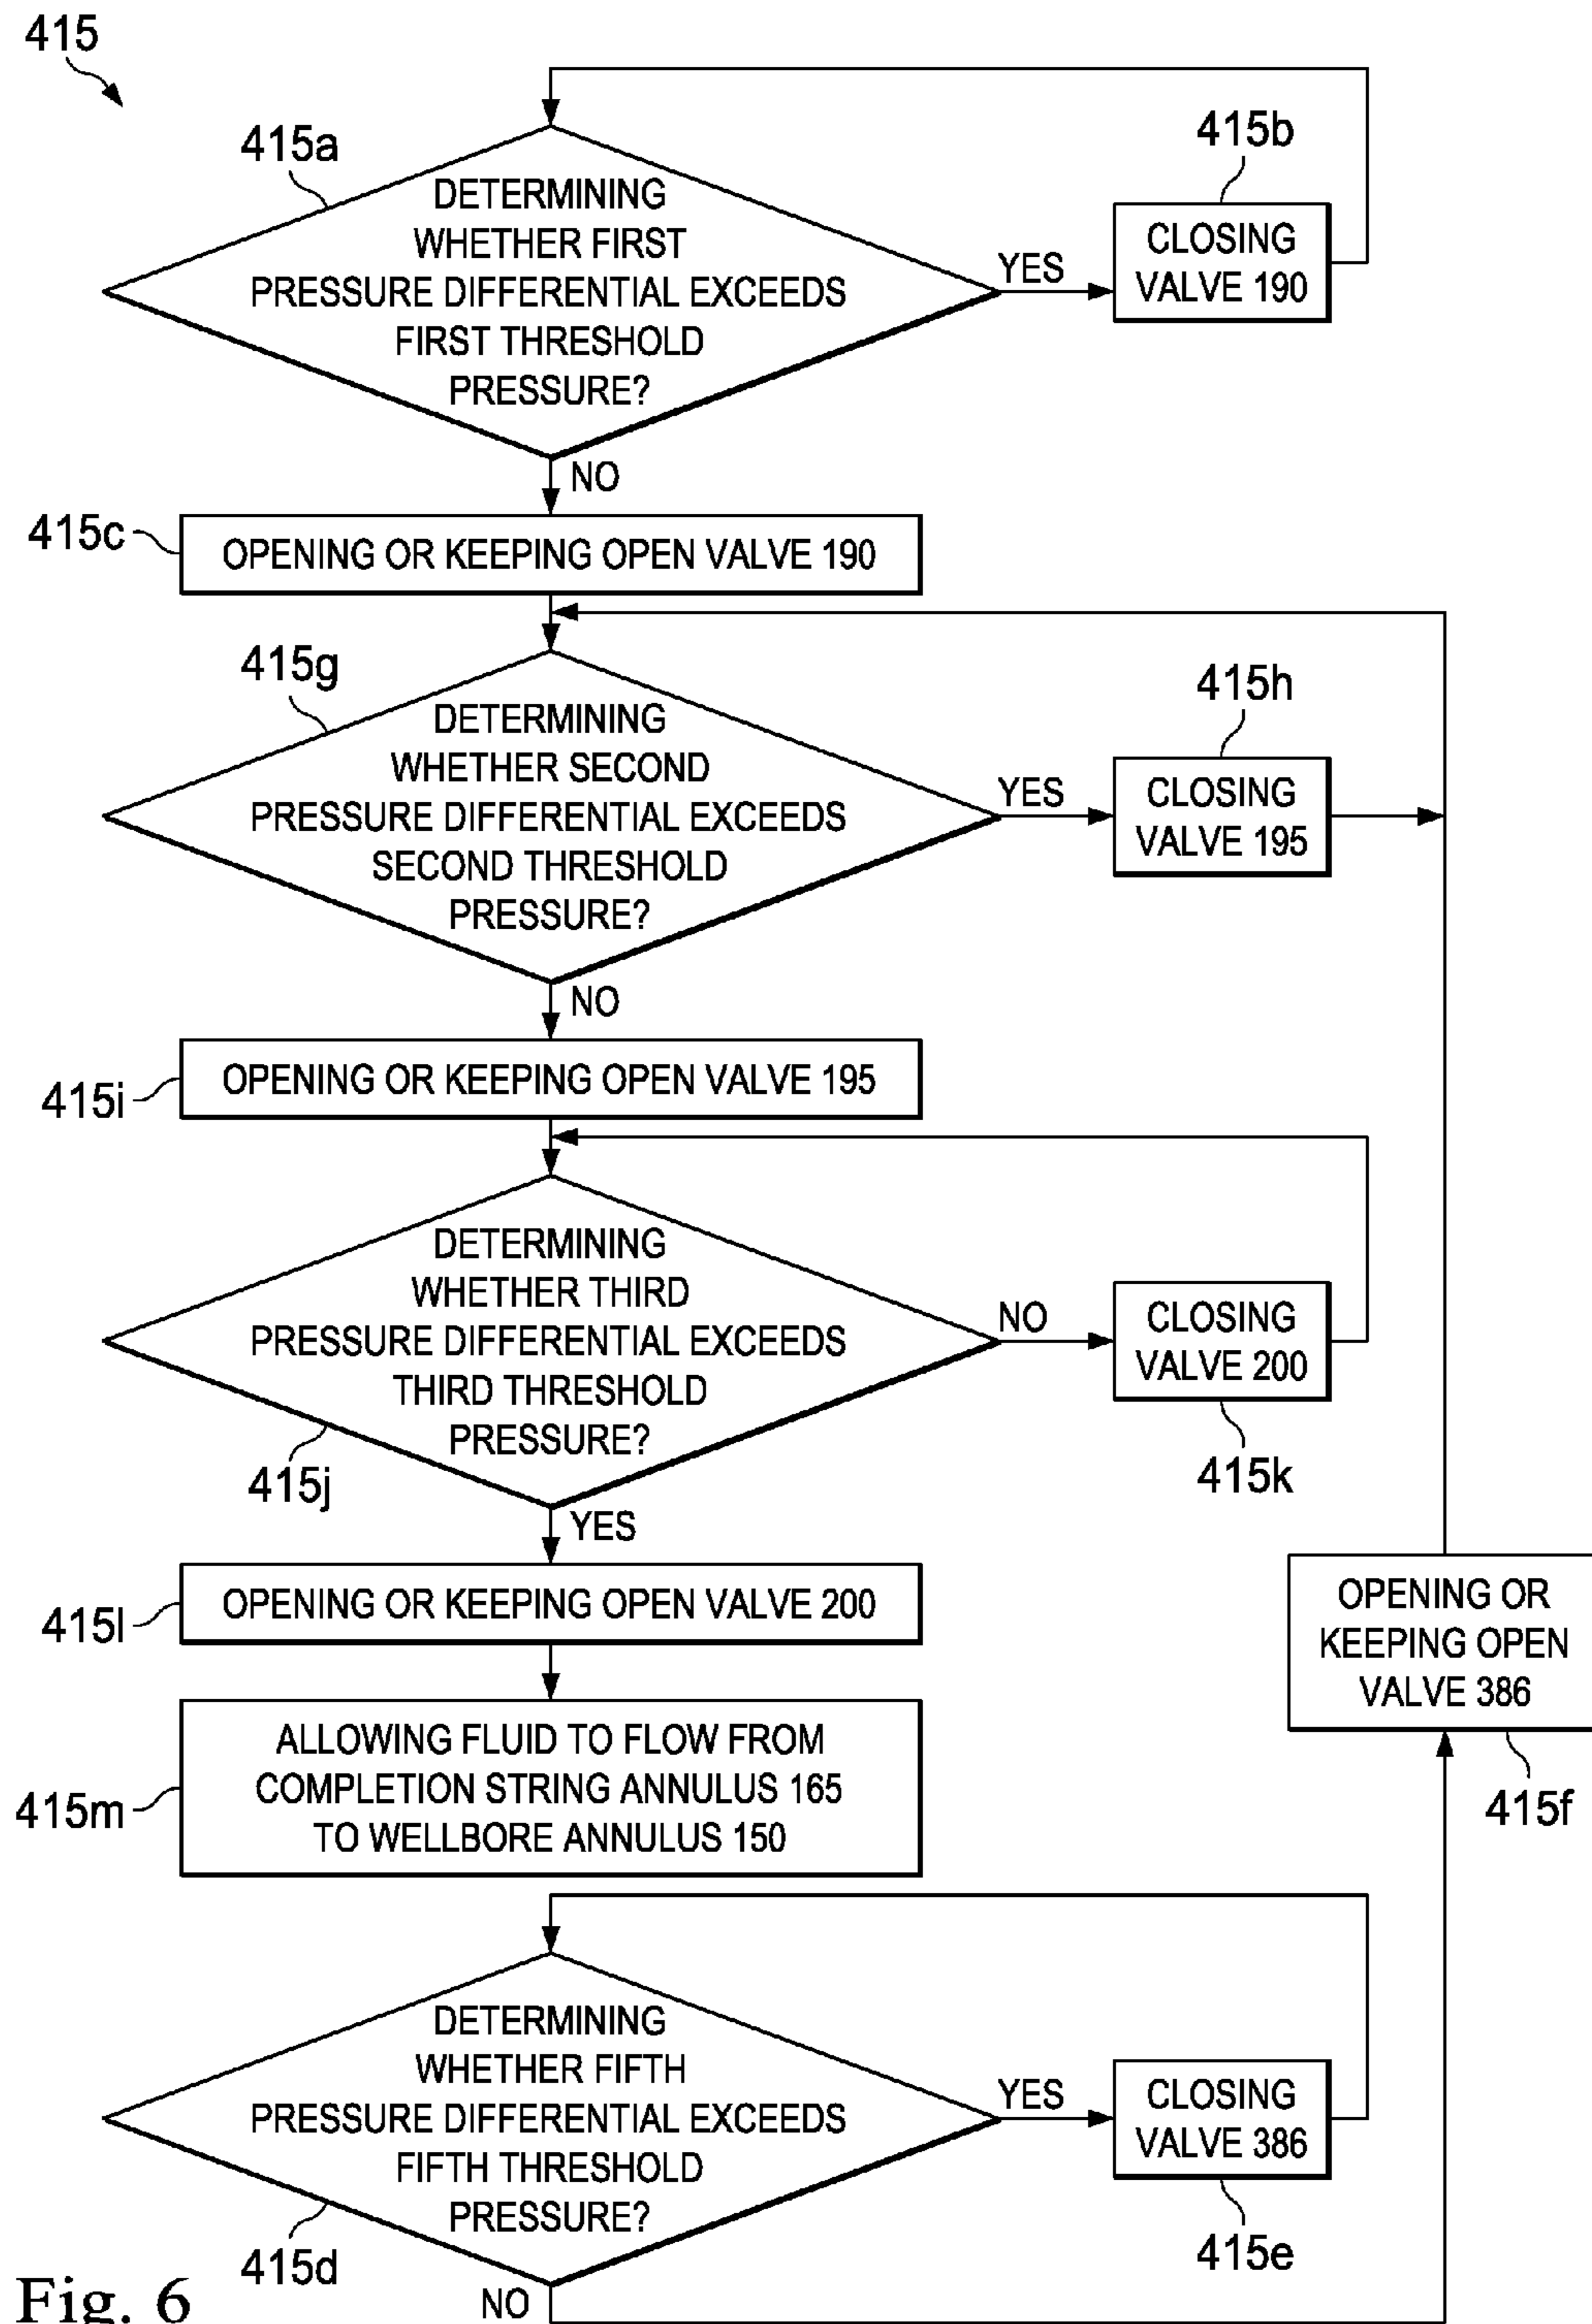 415
415a
DETERMINING
WHETHER FIRST
PRESSURE DIFFERENTIAL EXCEEDS
FIRST THRESHOLD
PRESSURE?
YES
415b
CLOSING
VALVE 190
NO
415c
OPENING OR KEEPING OPEN VALVE 190
415g
DETERMINING
WHETHER SECOND
PRESSURE DIFFERENTIAL EXCEEDS
SECOND THRESHOLD
PRESSURE?
YES
415h
CLOSING
VALVE 195
NO
415i
OPENING OR KEEPING OPEN VALVE 195
DETERMINING
WHETHER THIRD
PRESSURE DIFFERENTIAL EXCEEDS
THIRD THRESHOLD
PRESSURE?
415j
NO
CLOSING
VALVE 200
415k
YES
415l
OPENING OR KEEPING OPEN VALVE 200
OPENING OR
KEEPING OPEN
VALVE 386
415f
415m
ALLOWING FLUID TO FLOW FROM
COMPLETION STRING ANNULUS 165
TO WELLBORE ANNULUS 150
DETERMINING
WHETHER FIFTH
PRESSURE DIFFERENTIAL EXCEEDS
FIFTH THRESHOLD
PRESSURE?
YES
CLOSING
VALVE 386
415e
415d
NO
Fig. 6